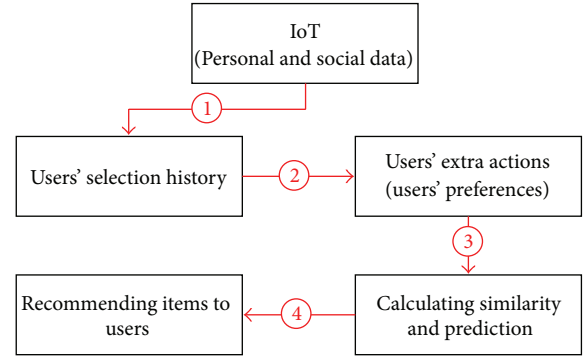 IoT
(Personal and social data)
1
Users' selection history
2
Users' extra actions
(users' preferences)
3
Recommending items to
users
4
Calculating similarity
and prediction